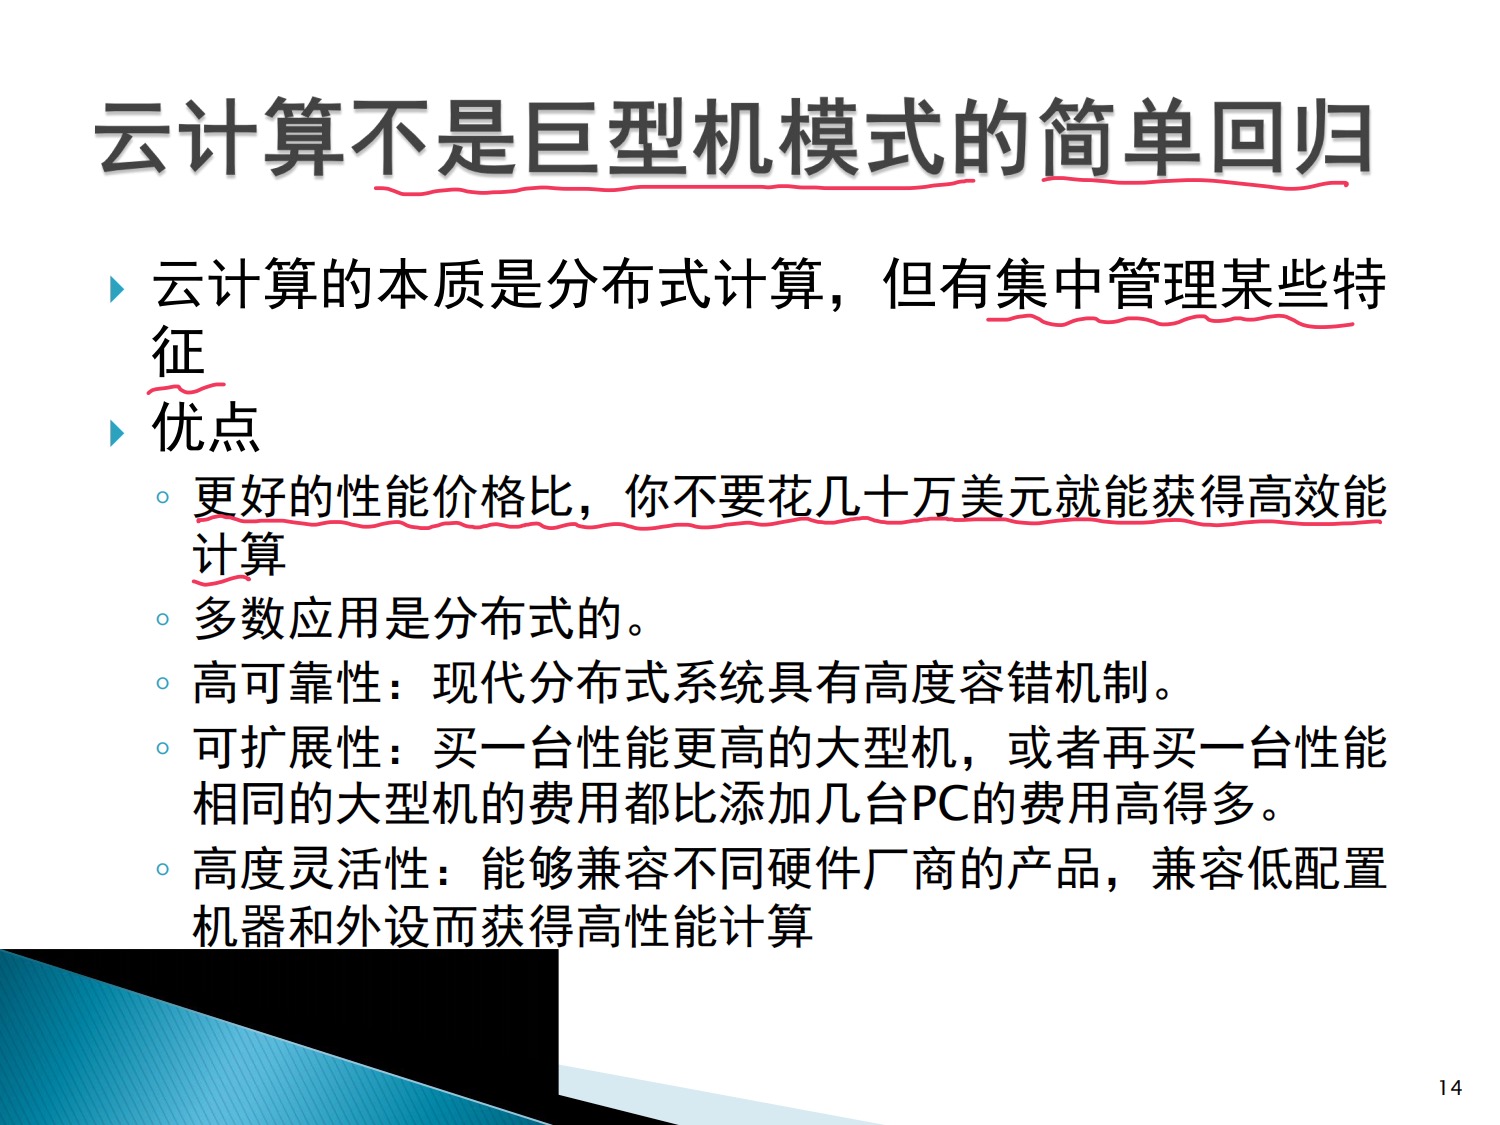 云计算不是巨型机模式的简单回归
云计算的本质是分布式计算，但有集中管理某些特
征
优点
更好的性能价格比，你不要花几十万美元就能获得高效能
计算
多数应用是分布式的。
高可靠性：现代分布式系统具有高度容错机制。
可扩展性：买一台性能更高的大型机，或者再买一台性能
相同的大型机的费用都比添加几台PC的费用高得多。
高度灵活性：能够兼容不同硬件厂商的产品，兼容低配置
机器和外设而获得高性能计算
14